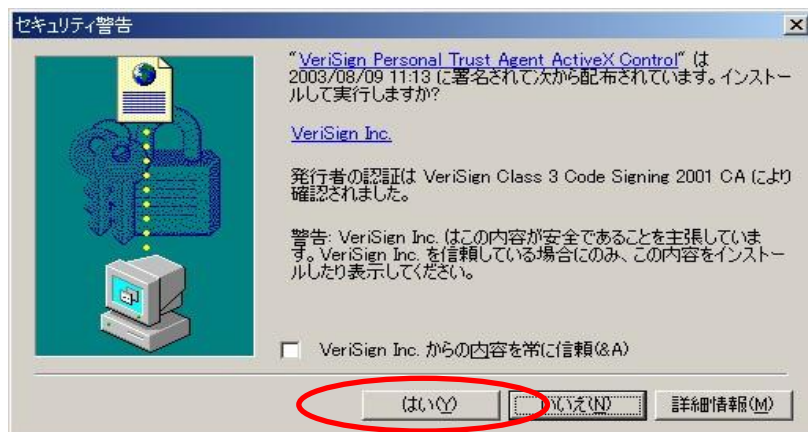 セキュリティ警告
"VeriSign Personal Trust Agent ActiveX Control" は
2003/08/09 11:13 に署名されて次から配布されています。インストー
ルして実行しますか?
VeriSign Inc.
発行者の認証は VeriSign Class 3 Code Signing 2001 CA により
確認されました。
警告: VeriSign Inc. はこの内容が安全であることを主張していま
す。VeriSign Inc. を信頼している場合にのみ、この内容をインストー
ルしたり表示してください。
VeriSign Inc. からの内容を常に信頼(&A)
はい(Y) いいえ(N) 詳細情報(M)